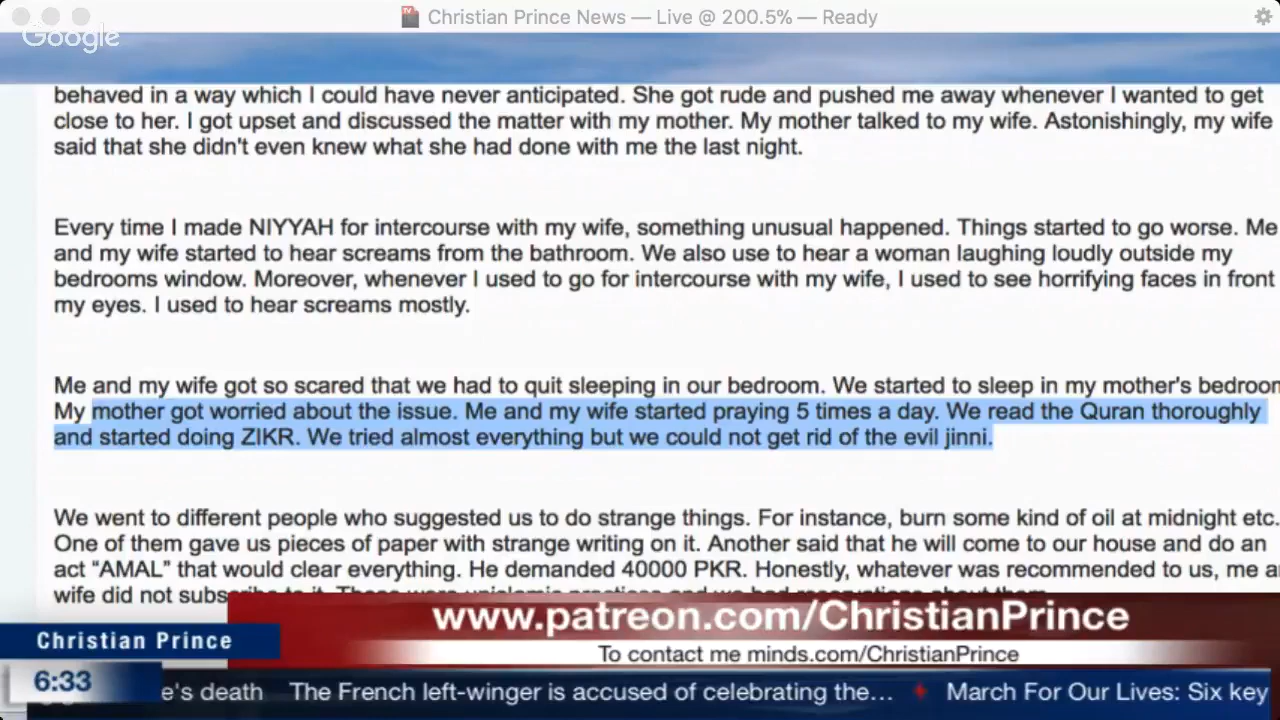 Christian Prince News — Live @ 200.5% — Ready
Google
behaved in a way which I could have never anticipated. She got rude and pushed me away whenever I wanted to get
close to her. I got upset and discussed the matter with my mother. My mother talked to my wife. Astonishingly, my wife
said that she didn't even knew what she had done with me the last night.
Every time I made NIYYAH for intercourse with my wife, something unusual happened. Things started to go worse. Me
and my wife started to hear screams from the bathroom. We also use to hear a woman laughing loudly outside my
bedrooms window. Moreover, whenever I used to go for intercourse with my wife, I used to see horrifying faces in front
my eyes. I used to hear screams mostly.
Me and my wife got so scared that we had to quit sleeping in our bedroom. We started to sleep in my mother's bedroom
My mother got worried about the issue. Me and my wife started praying 5 times a day. We read the Quran thoroughly
and started doing ZIKR. We tried almost everything but we could not get rid of the evil jinni.
We went to different people who suggested us to do strange things. For instance, burn some kind of oil at midnight etc.
One of them gave us pieces of paper with strange writing on it. Another said that he will come to our house and do an
act “AMAL” that would clear everything. He demanded 40000 PKR. Honestly, whatever was recommended to us, me a
wife did not
www.patreon.com/ChristianPrince
Christian Prince
To contact me minds.com/ChristianPrince
6:33
e's death The French left-winger is accused of celebrating the... March For Our Lives: Six key